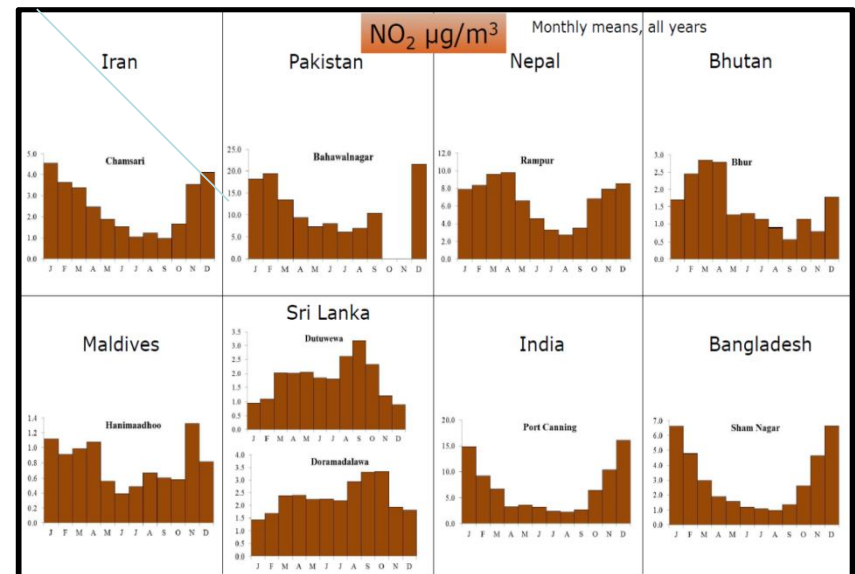 NO₂ µg/m³
Monthly means, all years
Iran
Pakistan
Nepal
Bhutan
Chamsari
5.0
4.0
3.0
2.0
1.0
0.0
J F M A M J J A S O N D
Bahawalnagar
25.0
20.0
15.0
10.0
5.0
0.0
J F M A M J J A S O N D
Rampur
12.0
10.0
8.0
6.0
4.0
2.0
0.0
J F M A M J J A S O N D
Bhur
3.0
2.5
2.0
1.5
1.0
0.5
0.0
J F M A M J J A S O N D
Maldives
Sri Lanka
India
Bangladesh
Hanimaadhoo
1.4
1.2
1.0
0.8
0.6
0.4
0.2
0.0
J F M A M J J A S O N D
Dutuwewa
3.5
3.0
2.5
2.0
1.5
1.0
0.5
0.0
J F M A M J J A S O N D
Doramadalawa
4.0
3.5
3.0
2.5
2.0
1.5
1.0
0.5
0.0
J F M A M J J A S O N D
Port Canning
20.0
15.0
10.0
5.0
0.0
J F M A M J J A S O N D
Sham Nagar
7.0
6.0
5.0
4.0
3.0
2.0
1.0
0.0
J F M A M J J A S O N D